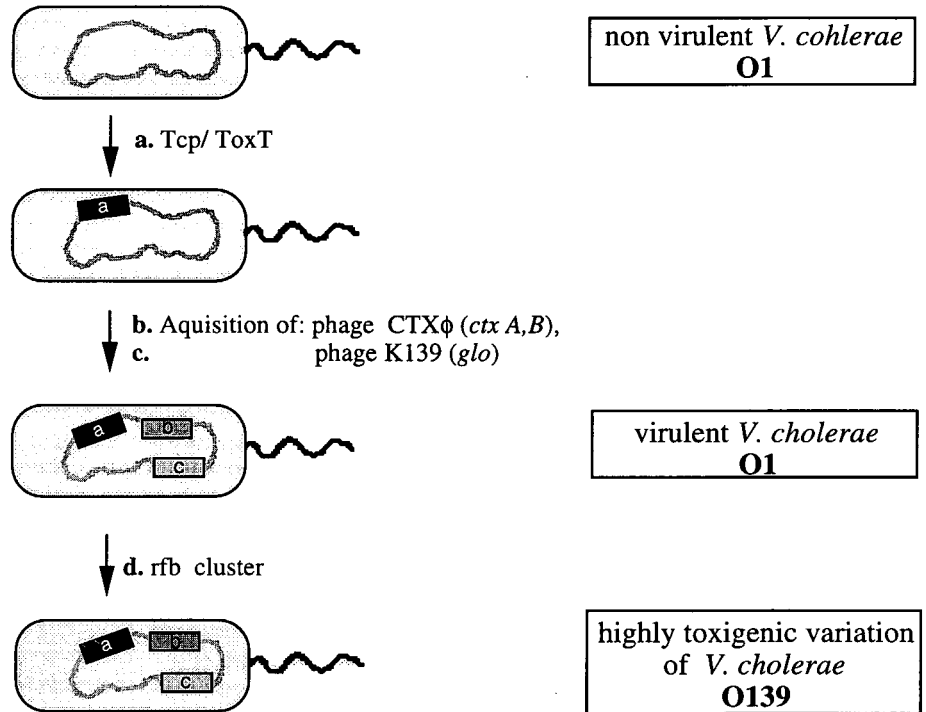 non virulent V. cohlerae
O1
a. Tcp/ ToxT
a
b. Aquisition of: phage CTXϕ (ctx A,B),
c. phage K139 (glo)
a
b
c
virulent V. cholerae
O1
d. rfb cluster
a
b
c
highly toxigenic variation
of V. cholerae
O139